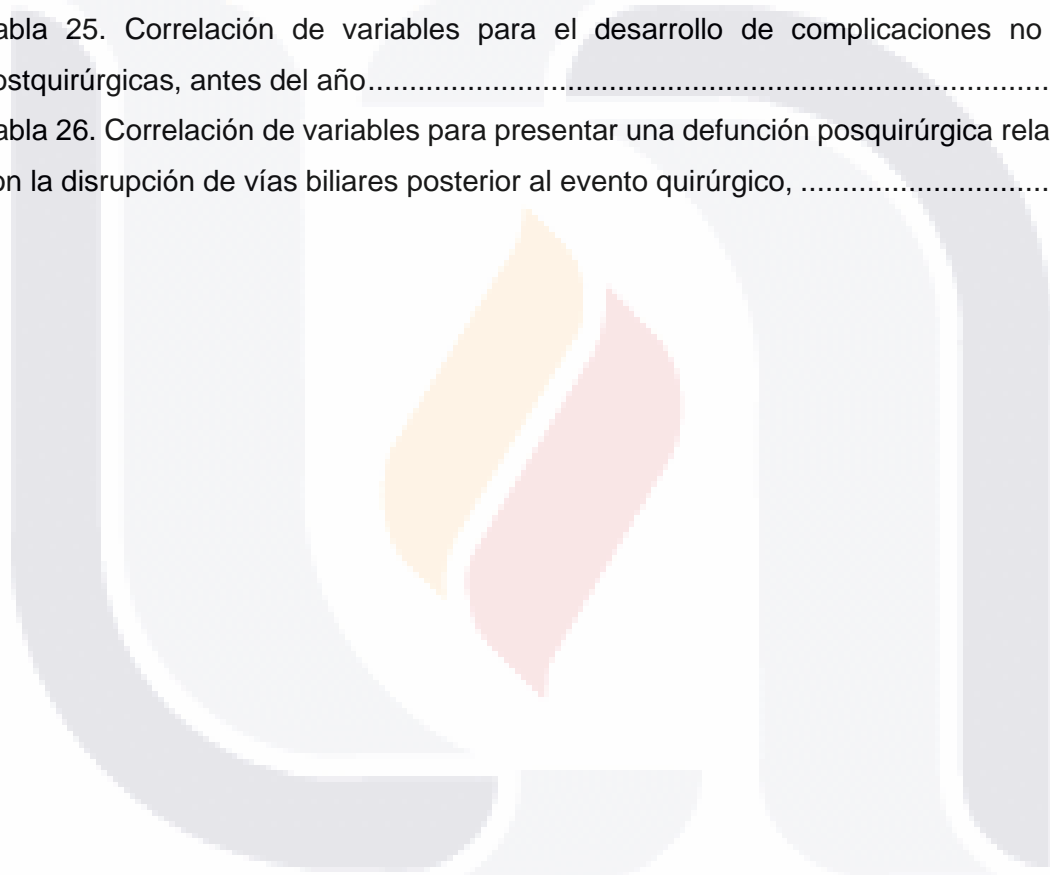 abla 25. Correlación de variables para el desarrollo de complicaciones no
ostquirúrgicas, antes del año..................................................................................
abla 26. Correlación de variables para presentar una defunción posquirúrgica rela
on la disrupción de vías biliares posterior al evento quirúrgico, ..............................